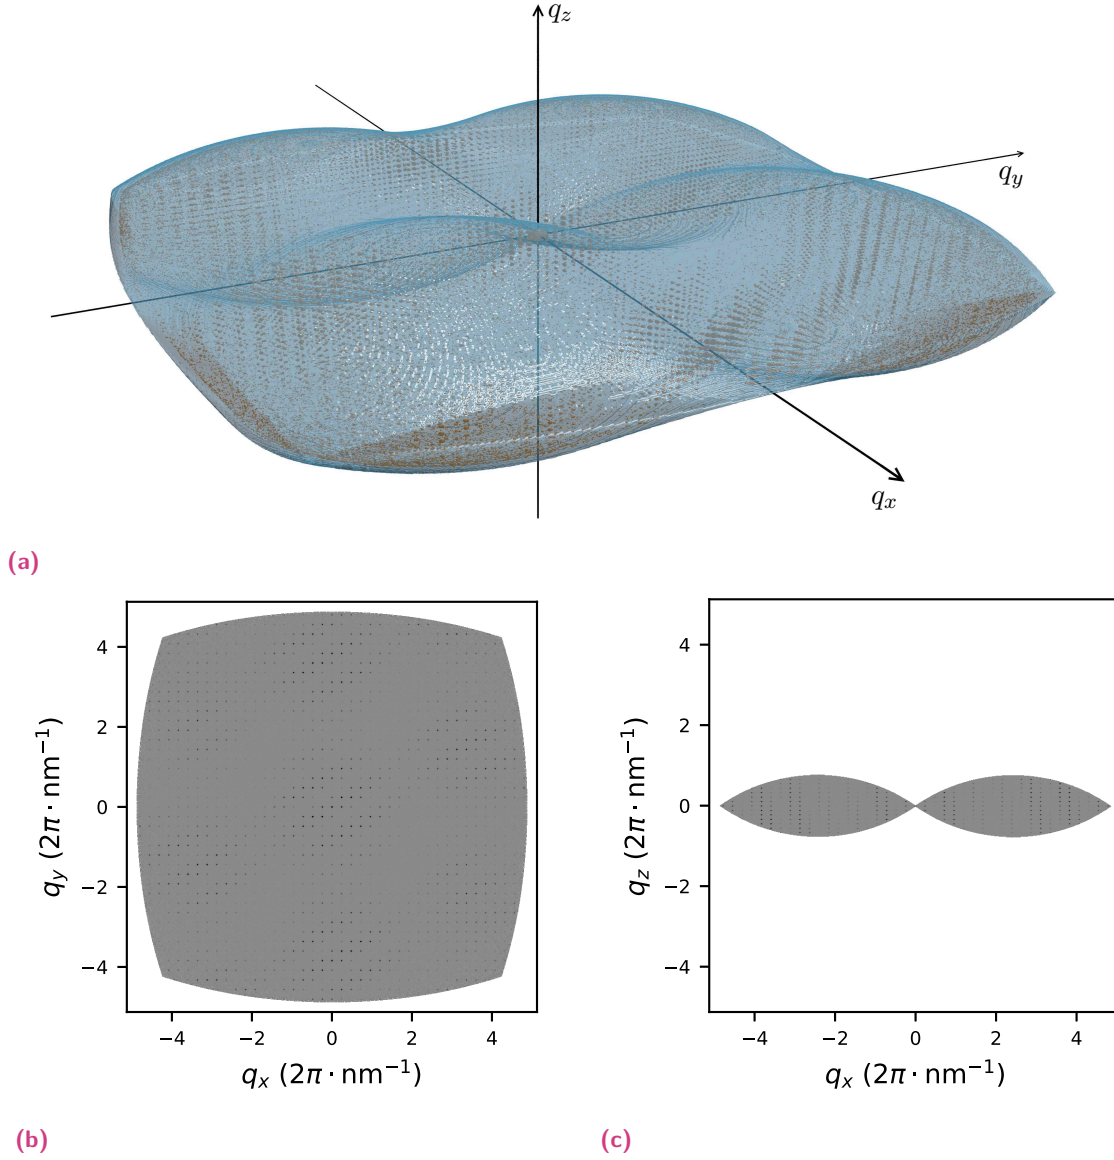 q_z
q_y
q_x
(a)
4
2
0
−2
−4
q_y (2π · nm⁻¹)
−4 −2 0 2 4
q_x (2π · nm⁻¹)
4
2
0
−2
−4
q_z (2π · nm⁻¹)
−4 −2 0 2 4
q_x (2π · nm⁻¹)
(b)
(c)